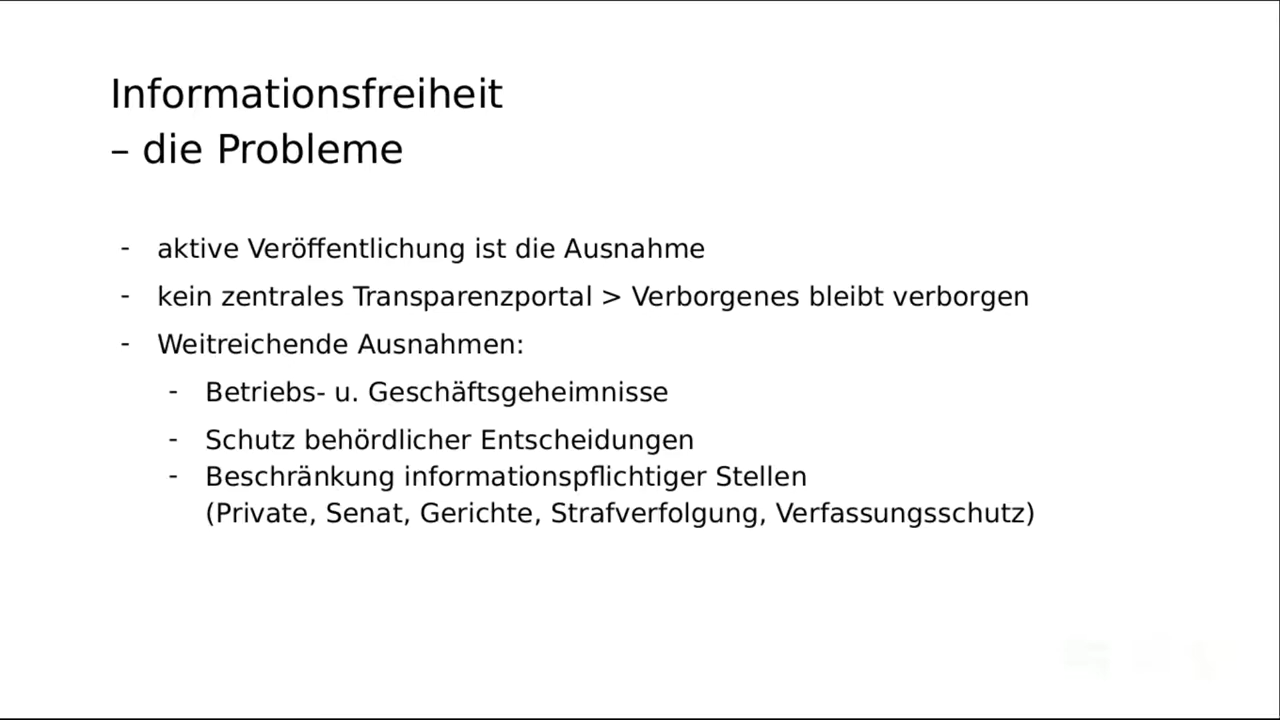 Informationsfreiheit
– die Probleme
- aktive Veröffentlichung ist die Ausnahme
- kein zentrales Transparenzportal > Verborgenes bleibt verborgen
- Weitreichende Ausnahmen:
- Betriebs- u. Geschäftsgeheimnisse
- Schutz behördlicher Entscheidungen
- Beschränkung informationspflichtiger Stellen
(Private, Senat, Gerichte, Strafverfolgung, Verfassungsschutz)